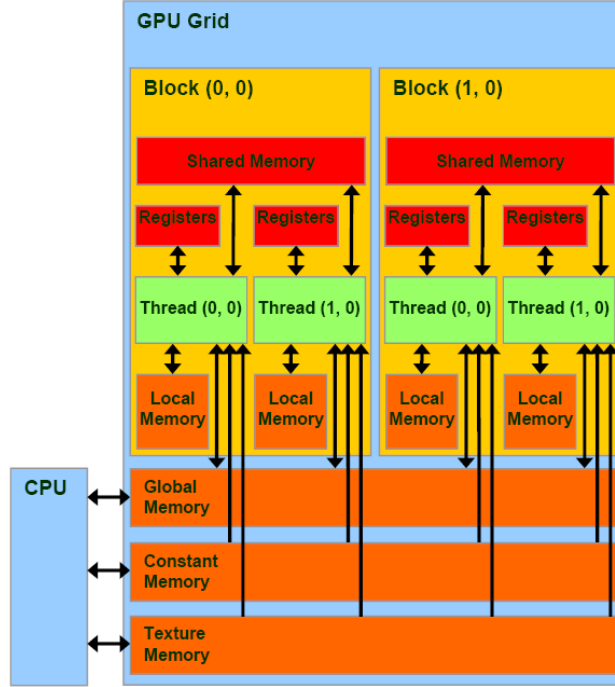 GPU Grid
Block (0, 0)
Shared Memory
Registers
Registers
Thread (0, 0)
Thread (1, 0)
Local
Memory
Local
Memory
Block (1, 0)
Shared Memory
Registers
Registers
Thread (0, 0)
Thread (1, 0)
Local
Memory
Local
Memory
CPU
Global
Memory
Constant
Memory
Texture
Memory